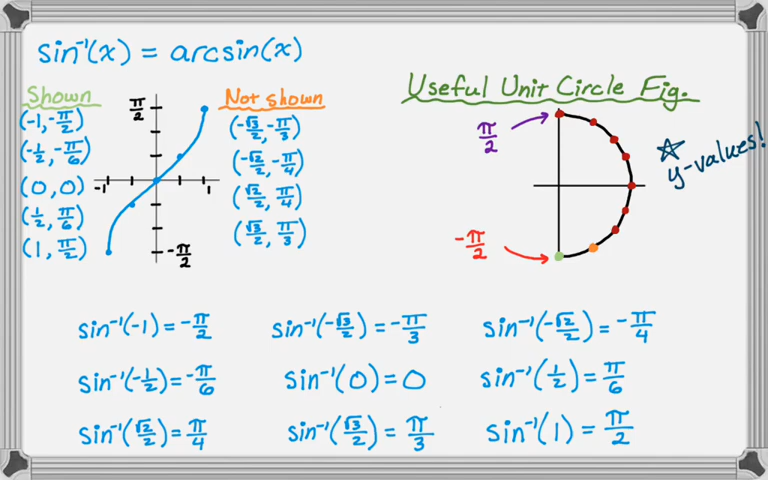 sin⁻¹(x) = arcsin(x)
Shown
(-1, -π/2)
(-1/2, -π/6)
(0, 0)
(1/2, π/6)
(1, π/2)
π/2
-1
1
-π/2
Not shown
(-√3/2, -π/3)
(-√2/2, -π/4)
(√2/2, π/4)
(√3/2, π/3)
Useful Unit Circle Fig.
π/2
-π/2
☆ y-values!
sin⁻¹(-1) = -π/2
sin⁻¹(-√3/2) = -π/3
sin⁻¹(-√2/2) = -π/4
sin⁻¹(-1/2) = -π/6
sin⁻¹(0) = 0
sin⁻¹(1/2) = π/6
sin⁻¹(√2/2) = π/4
sin⁻¹(√3/2) = π/3
sin⁻¹(1) = π/2